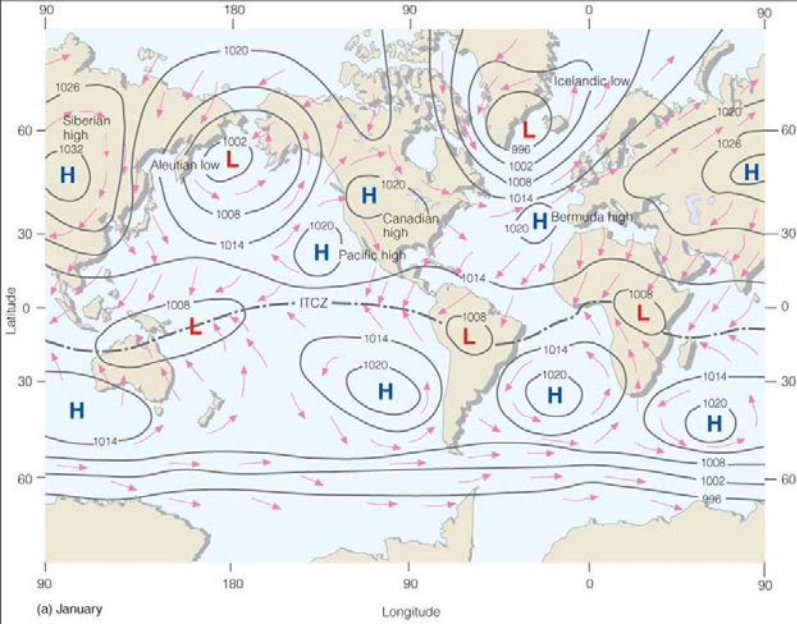 90 180 90 0 90
1020
Icelandic low
1026
Siberian
high
1032
1020
60 60
1002
L
L
996
1026
Aleutian low
1002
H
H
H
1020
1008
1008
1014
Canadian
high
1020
H
Bermuda high
1020
30 30
1014
H
Pacific high
1014
Latitude
0 0
1008
ITCZ
1008
1008
L
L
L
1014
1014
30 30
1020
1020
1014
H
H
H
1020
H
1014
1008
60 60
1002
996
90 180 90 0 90
(a) January
Longitude